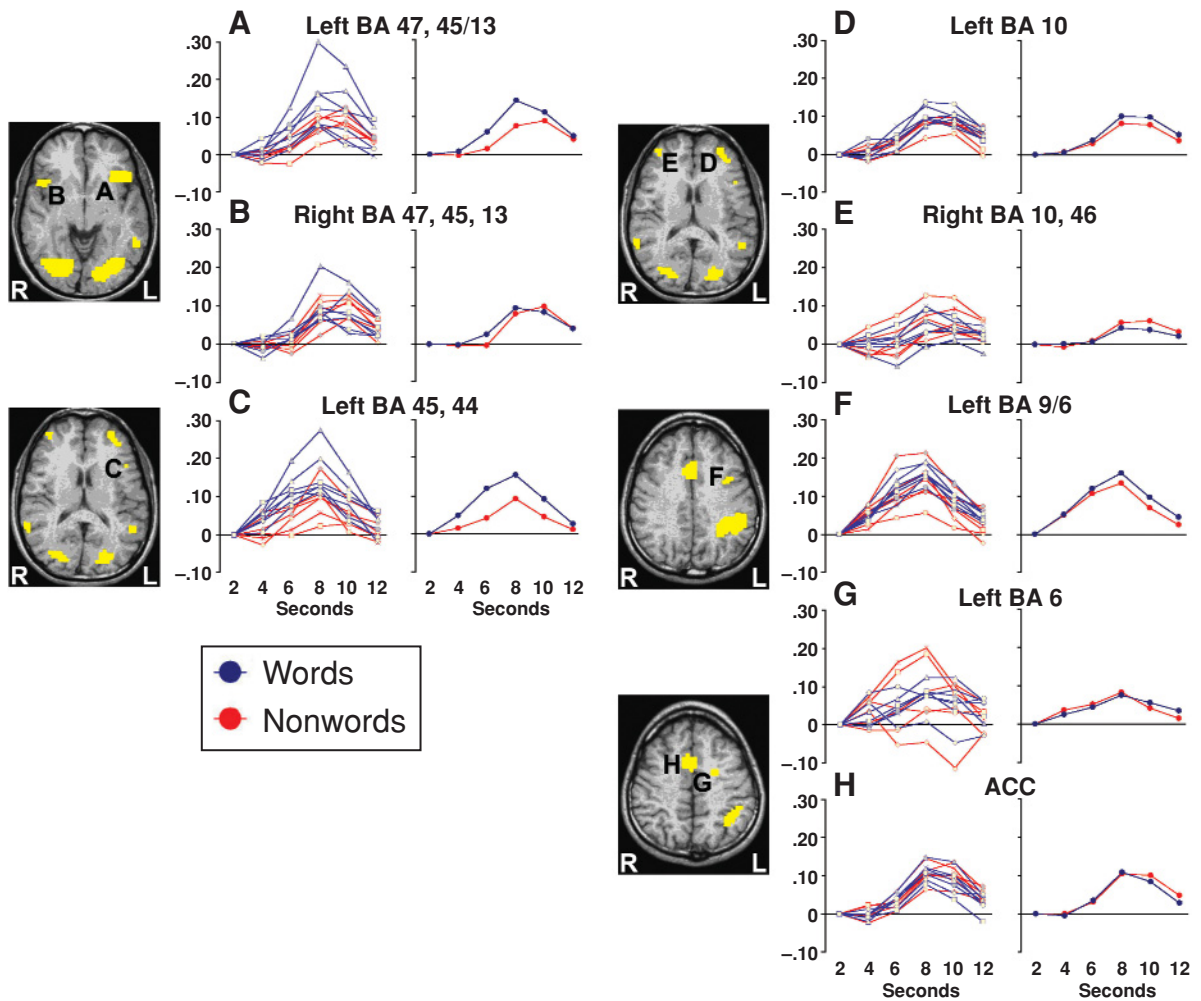 A
Left BA 47, 45/13
.30
.20
.10
0
–.10
B
A
R
L
B
Right BA 47, 45, 13
.30
.20
.10
0
–.10
C
Left BA 45, 44
.30
.20
.10
0
–.10
C
R
L
2 4 6 8 10 12
Seconds
2 4 6 8 10 12
Seconds
Words
Nonwords
D
Left BA 10
.30
.20
.10
0
–.10
E
D
R
L
E
Right BA 10, 46
.30
.20
.10
0
–.10
F
Left BA 9/6
.30
.20
.10
0
–.10
F
R
L
G
Left BA 6
.30
.20
.10
0
–.10
H
G
R
L
H
ACC
.30
.20
.10
0
–.10
2 4 6 8 10 12
Seconds
2 4 6 8 10 12
Seconds